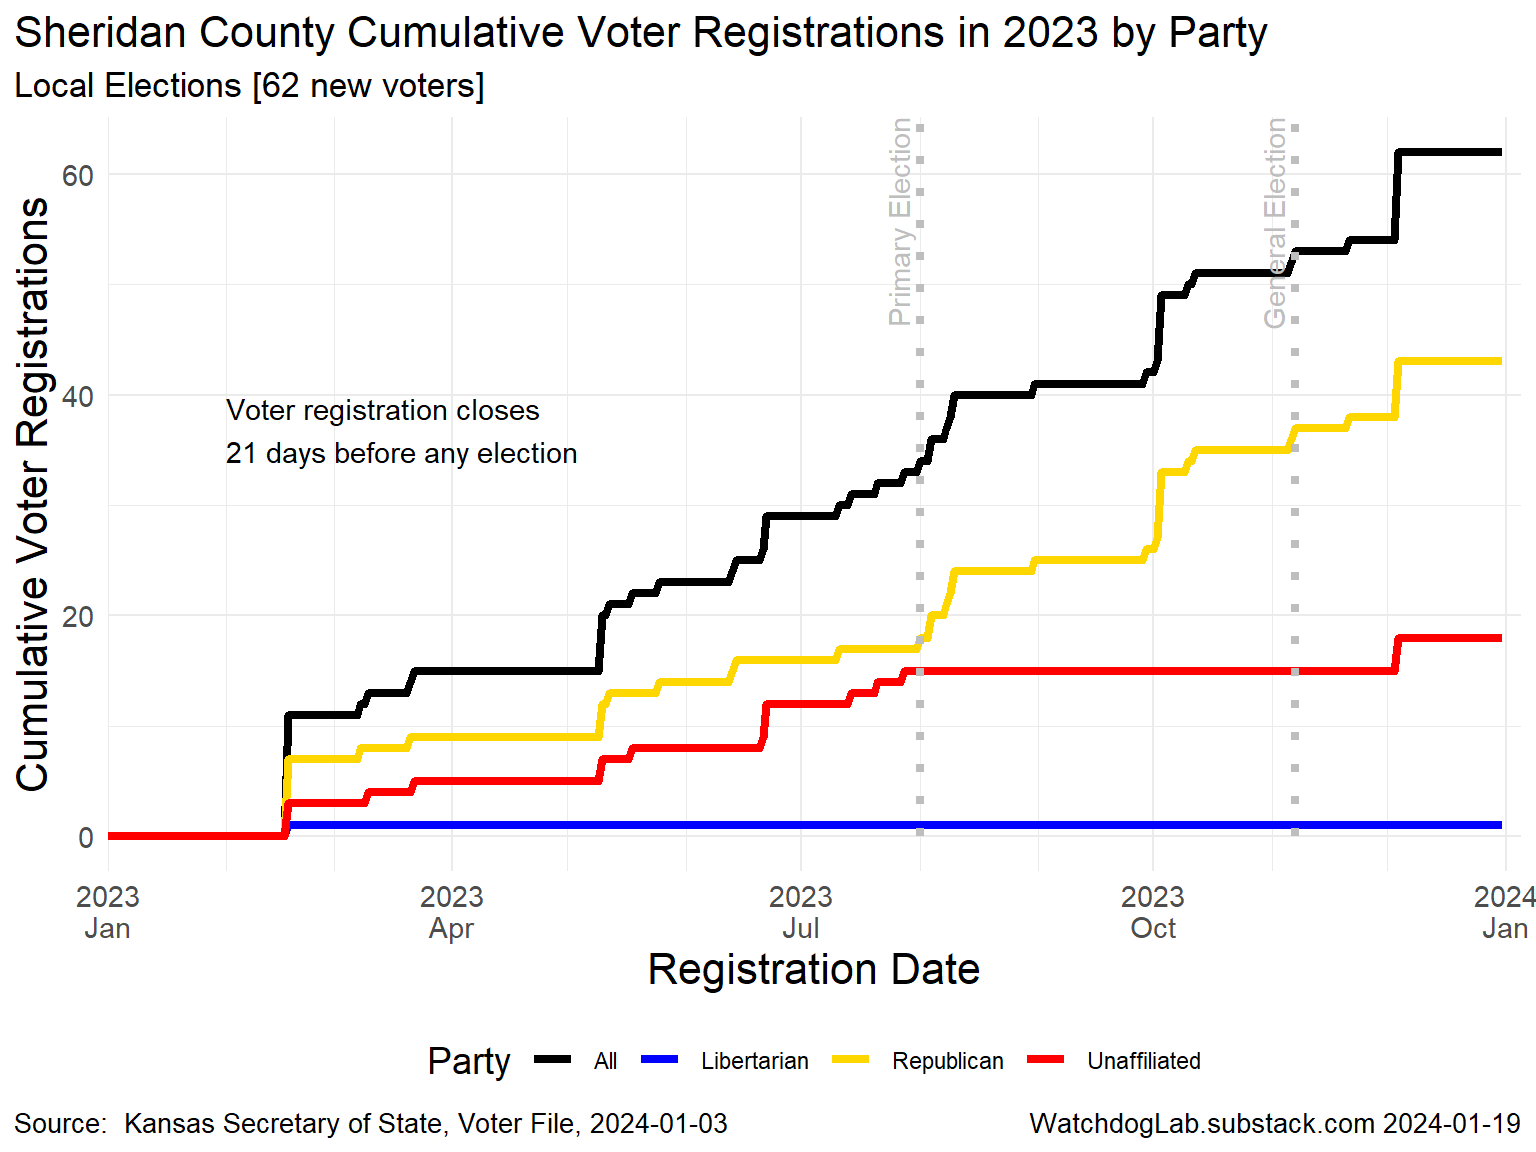 Sheridan County Cumulative Voter Registrations in 2023 by Party
Local Elections [62 new voters]
Cumulative Voter Registrations
60
40
20
0
Primary Election
General Election
Voter registration closes
21 days before any election
2023 2023 2023 2023 2024
Jan Apr Jul Oct Jan
Registration Date
Party All Libertarian Republican Unaffiliated
Source:  Kansas Secretary of State, Voter File, 2024-01-03
WatchdogLab.substack.com 2024-01-19